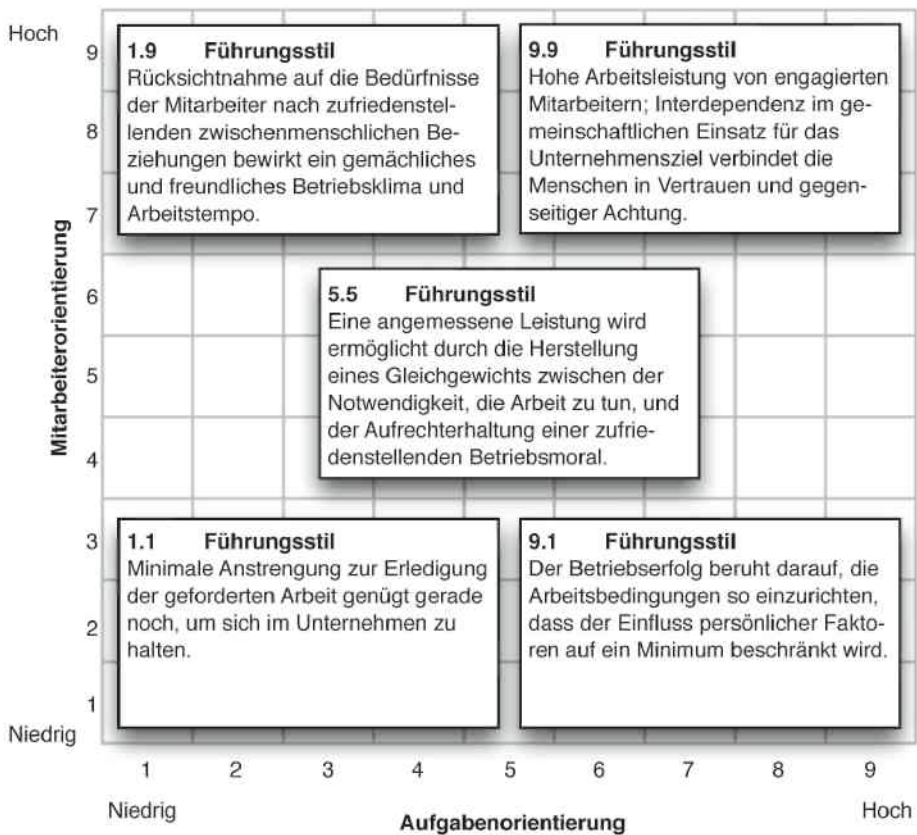 Hoch
Mitarbeiterorientierung
9
8
7
6
5
4
3
2
1
Niedrig
1.9 Führungsstil
Rücksichtnahme auf die Bedürfnisse
der Mitarbeiter nach zufriedenstel-
lenden zwischenmenschlichen Be-
ziehungen bewirkt ein gemächliches
und freundliches Betriebsklima und
Arbeitstempo.
9.9 Führungsstil
Hohe Arbeitsleistung von engagierten
Mitarbeitern; Interdependenz im ge-
meinschaftlichen Einsatz für das
Unternehmensziel verbindet die
Menschen in Vertrauen und gegen-
seitiger Achtung.
5.5 Führungsstil
Eine angemessene Leistung wird
ermöglicht durch die Herstellung
eines Gleichgewichts zwischen der
Notwendigkeit, die Arbeit zu tun, und
der Aufrechterhaltung einer zufrie-
denstellenden Betriebsmoral.
1.1 Führungsstil
Minimale Anstrengung zur Erledigung
der geforderten Arbeit genügt gerade
noch, um sich im Unternehmen zu
halten.
9.1 Führungsstil
Der Betriebserfolg beruht darauf, die
Arbeitsbedingungen so einzurichten,
dass der Einfluss persönlicher Fakto-
ren auf ein Minimum beschränkt wird.
1 2 3 4 5 6 7 8 9
Niedrig
Aufgabenorientierung
Hoch